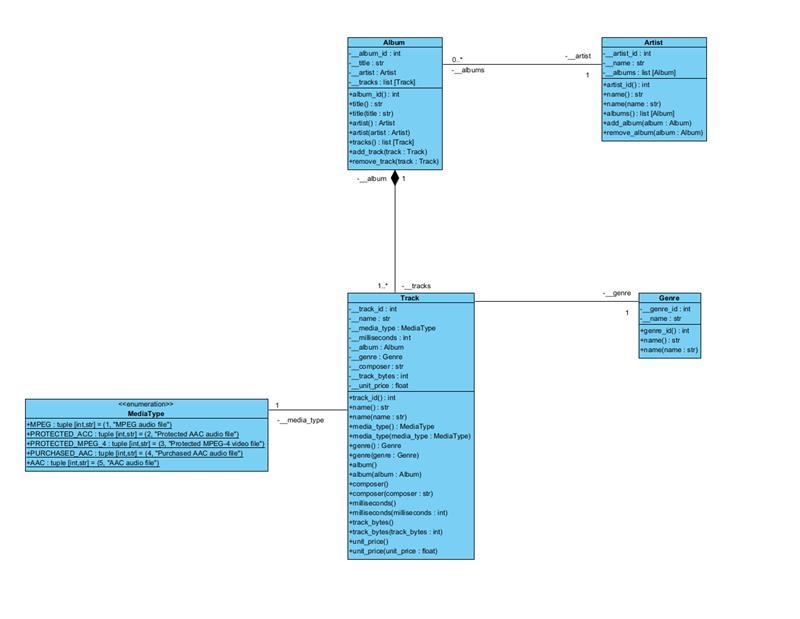 Album
-__album_id : int
-__title : str
-__artist : Artist
-__tracks : list [Track]
+album_id() : int
+title() : str
+title(title : str)
+artist() : Artist
+artist(artist : Artist)
+tracks() : list [Track]
+add_track(track : Track)
+remove_track(track : Track)
0..*
-__albums
-__artist
1
Artist
-__artist_id : int
-__name : str
-__albums : list [Album]
+artist_id() : int
+name() : str
+name(name : str)
+albums() : list [Album]
+add_album(album : Album)
+remove_album(album : Album)
-__album
1
1..*
-__tracks
Track
-__track_id : int
-__name : str
-__media_type : MediaType
-__milliseconds : int
-__album : Album
-__genre : Genre
-__composer : str
-__track_bytes : int
-__unit_price : float
+track_id() : int
+name() : str
+name(name : str)
+media_type() : MediaType
+media_type(media_type : MediaType)
+genre() : Genre
+genre(genre : Genre)
+album()
+album(album : Album)
+composer()
+composer(composer : str)
+milliseconds()
+milliseconds(milliseconds : int)
+track_bytes()
+track_bytes(track_bytes : int)
+unit_price()
+unit_price(unit_price : float)
-__genre
1
Genre
-__genre_id : int
-__name : str
+genre_id() : int
+name() : str
+name(name : str)
1
-__media_type
<<enumeration>>
MediaType
+MPEG : tuple [int,str] = (1, "MPEG audio file")
+PROTECTED_ACC : tuple [int,str] = (2, "Protected AAC audio file")
+PROTECTED_MPEG_4 : tuple [int,str] = (3, "Protected MPEG-4 video file")
+PURCHASED_AAC : tuple [int,str] = (4, "Purchased AAC audio file")
+AAC : tuple [int,str] = (5, "AAC audio file")